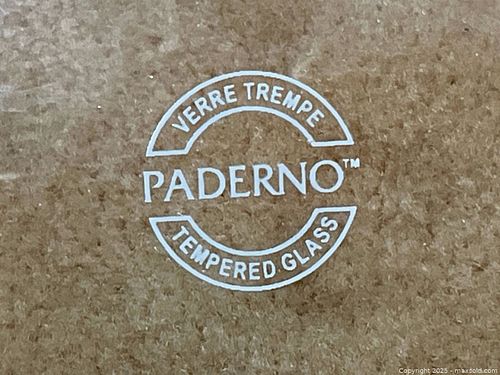 VERRE TREMPE
PADERNO™
TEMPERED GLASS
Copyright 2025 - maxsold.com